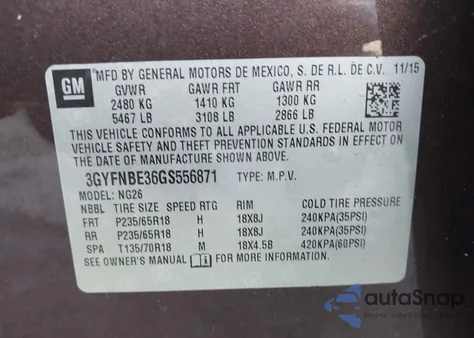 GM MFD BY GENERAL MOTORS DE MEXICO, S. DE R.L. DE C.V. 11/15
GVWR GAWR FRT GAWR RR
2480 KG 1410 KG 1300 KG
5467 LB 3108 LB 2866 LB
THIS VEHICLE CONFORMS TO ALL APPLICABLE U.S. FEDERAL MOTOR
VEHICLE SAFETY AND THEFT PREVENTION STANDARDS IN EFFECT ON
THE DATE OF MANUFACTURE SHOWN ABOVE.
3GYFNBE36GS556871 TYPE: M.P.V.
MODEL: NG26
NBBL TIRE SIZE SPEED RTG RIM COLD TIRE PRESSURE
FRT P235/65R18 H 18X8J 240KPA(35PSI)
RR P235/65R18 H 18X8J 240KPA(35PSI)
SPA T135/70R18 M 18X4.5B 420KPA(60PSI)
SEE OWNER'S MANUAL FOR MORE INFORMATION.
autoSnap